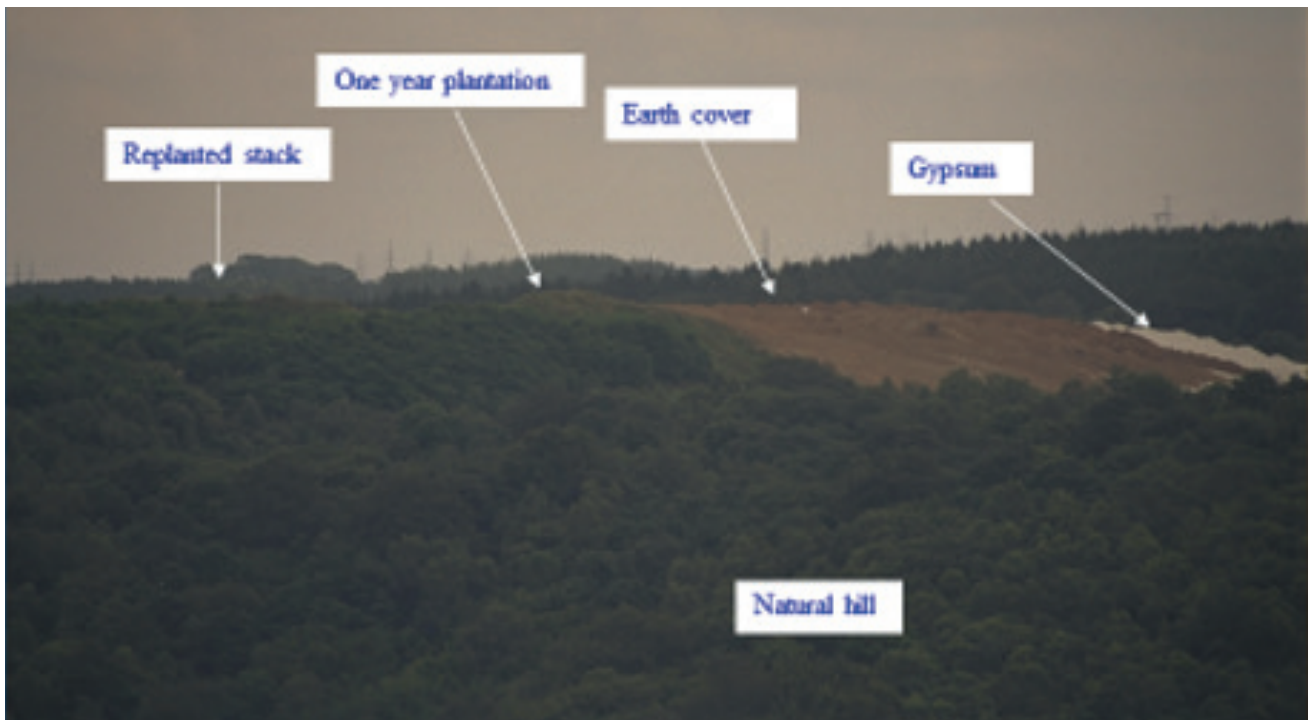 One year plantation
Earth cover
Replanted stack
Gypsum
Natural hill